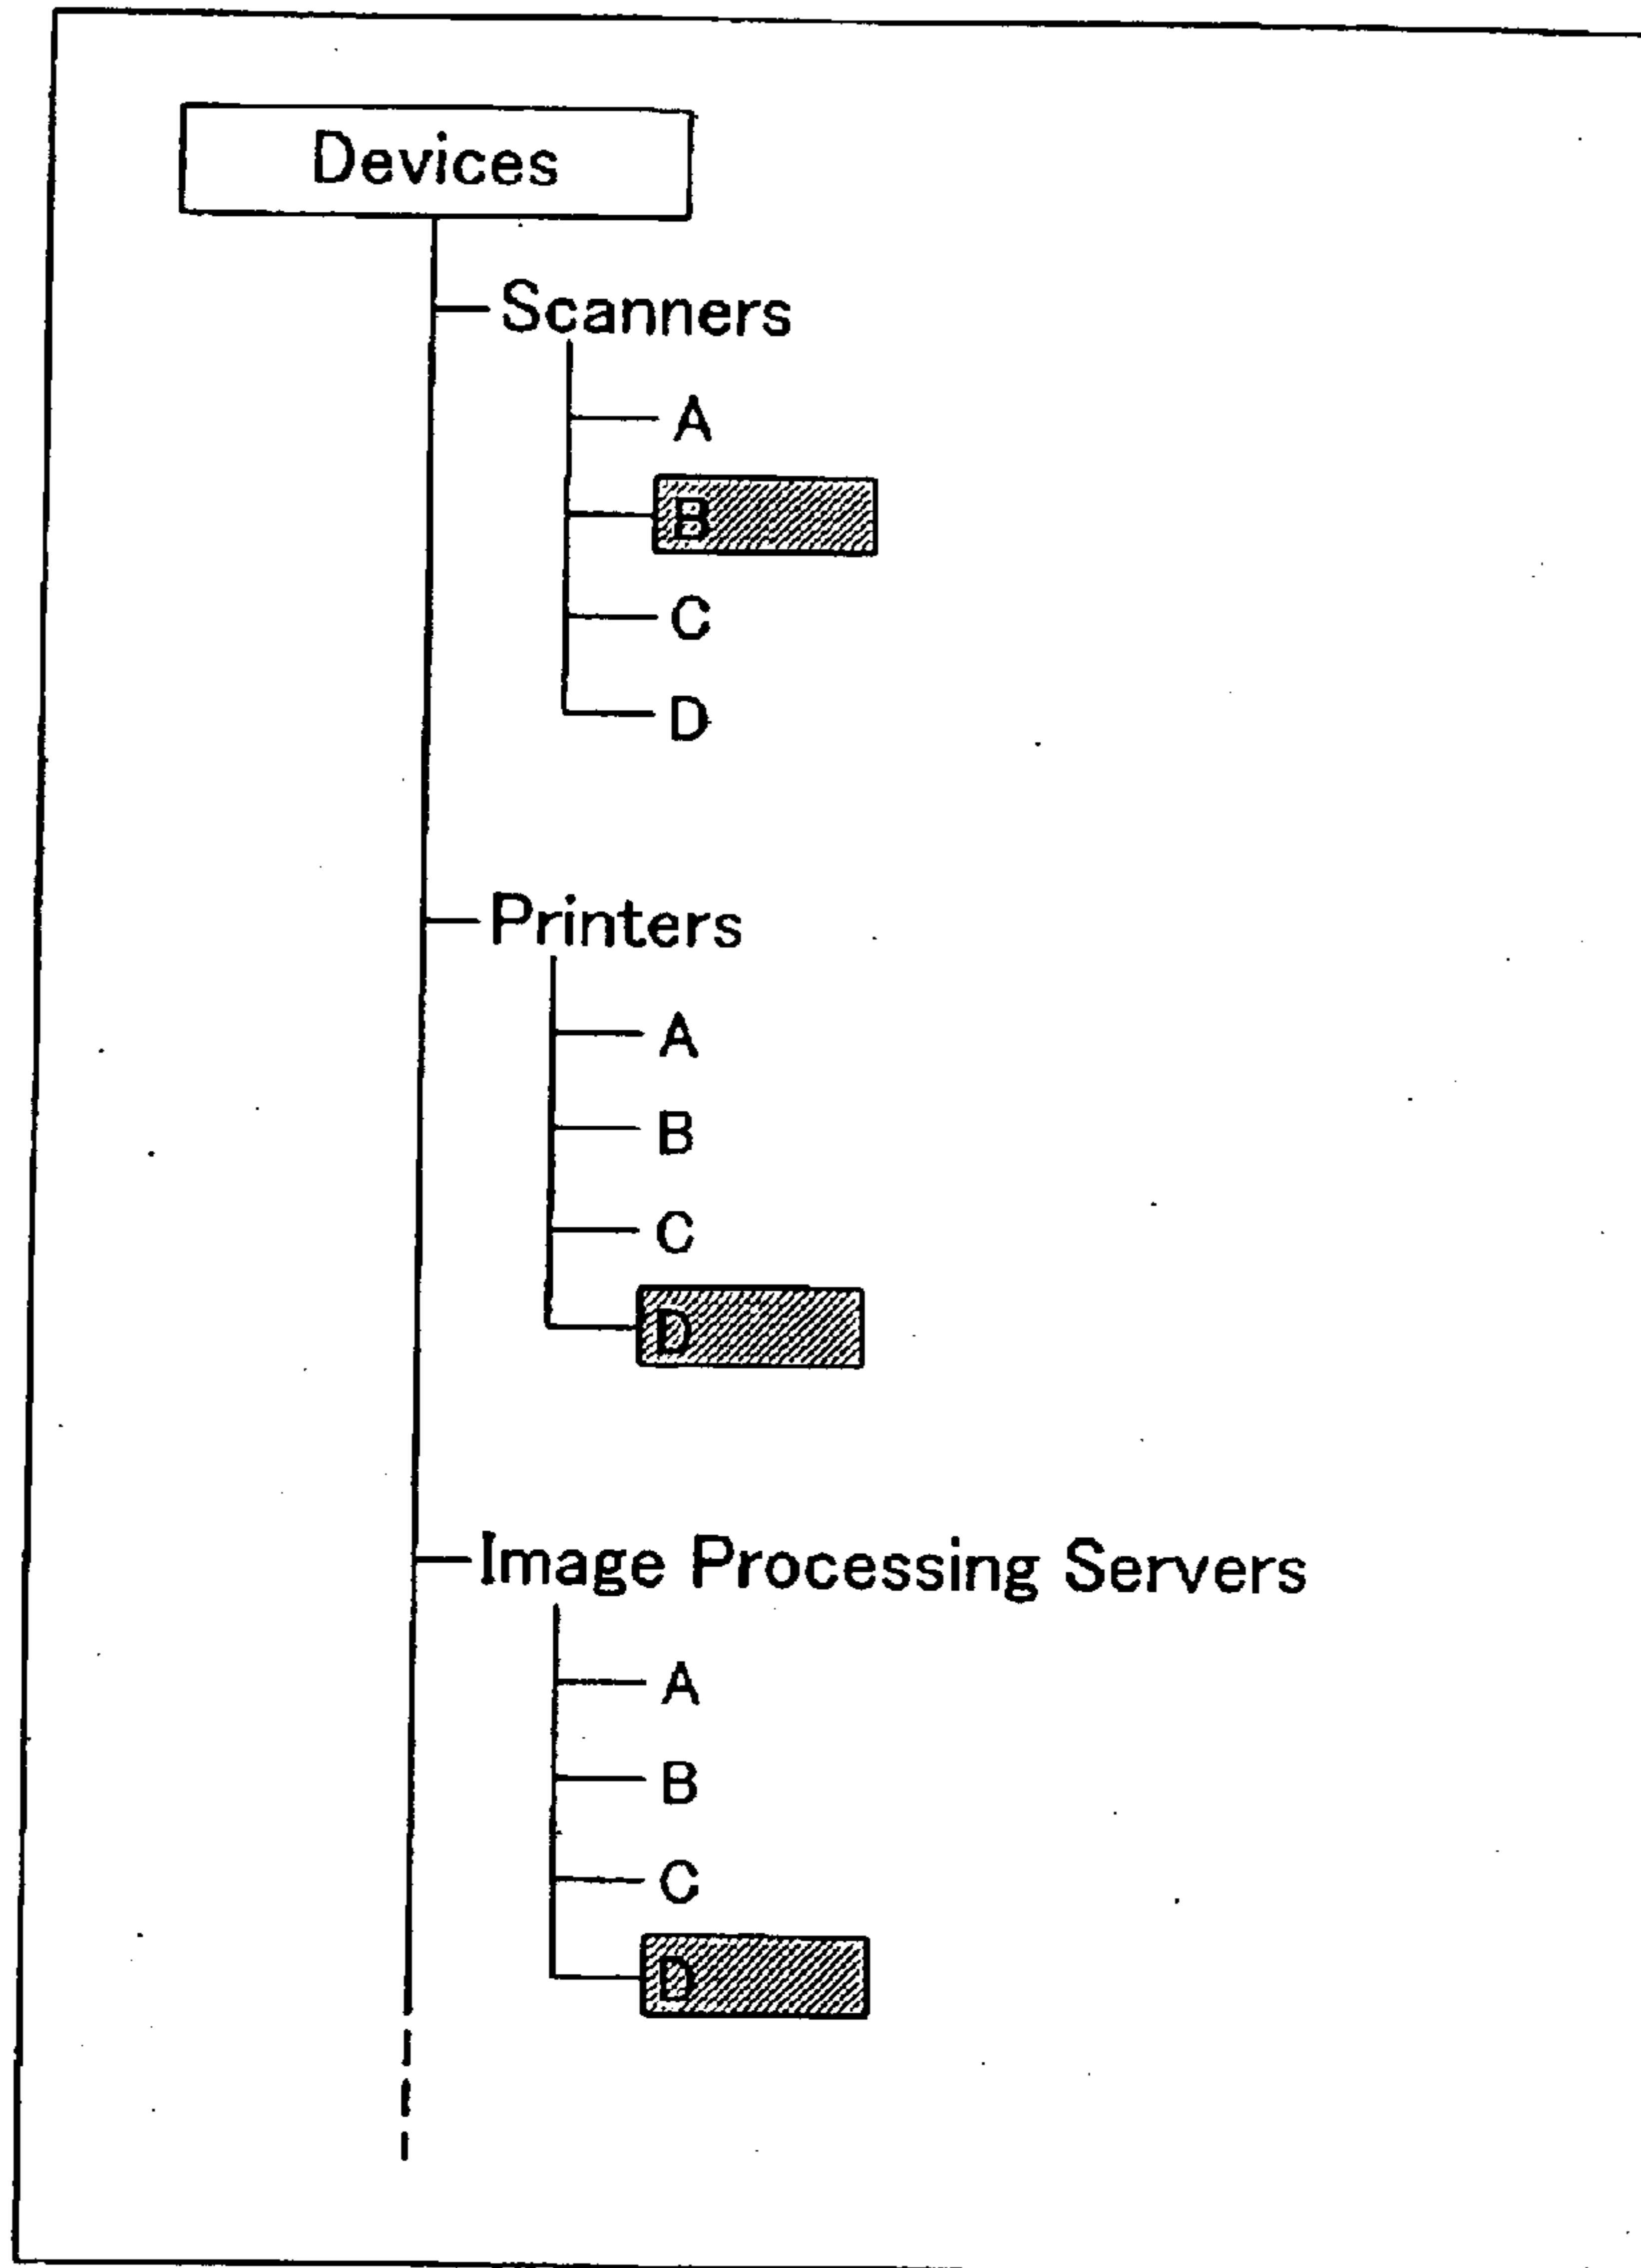 Devices
Scanners
A
B
C
D
Printers
A
B
C
D
Image Processing Servers
A
B
C
D